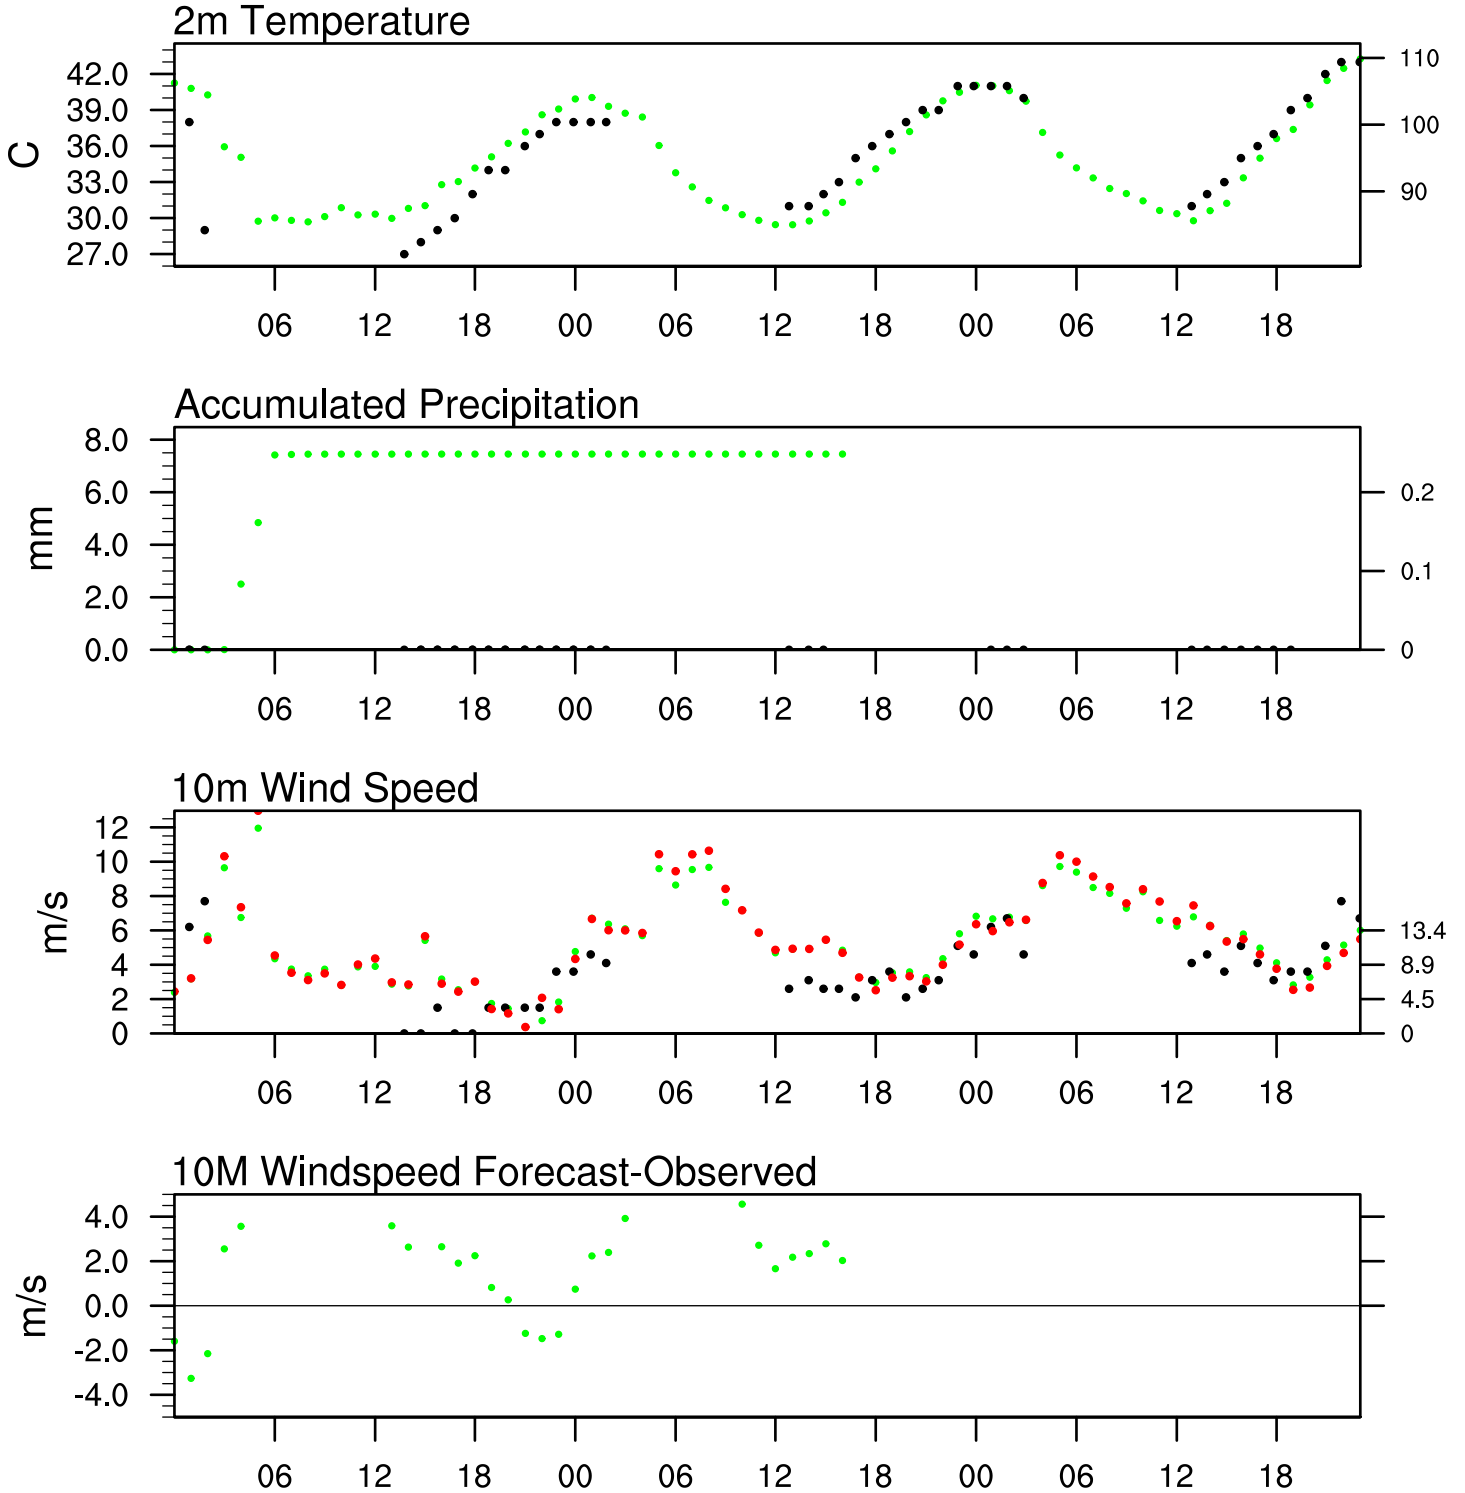 2m Temperature
42.0
39.0
36.0
33.0
30.0
27.0
C
110
100
90
06 12 18 00 06 12 18 00 06 12 18
Accumulated Precipitation
8.0
6.0
4.0
2.0
0.0
mm
0.2
0.1
0
06 12 18 00 06 12 18 00 06 12 18
10m Wind Speed
12
10
8
6
4
2
0
m/s
13.4
8.9
4.5
0
06 12 18 00 06 12 18 00 06 12 18
10M Windspeed Forecast-Observed
4.0
2.0
0.0
-2.0
-4.0
m/s
06 12 18 00 06 12 18 00 06 12 18